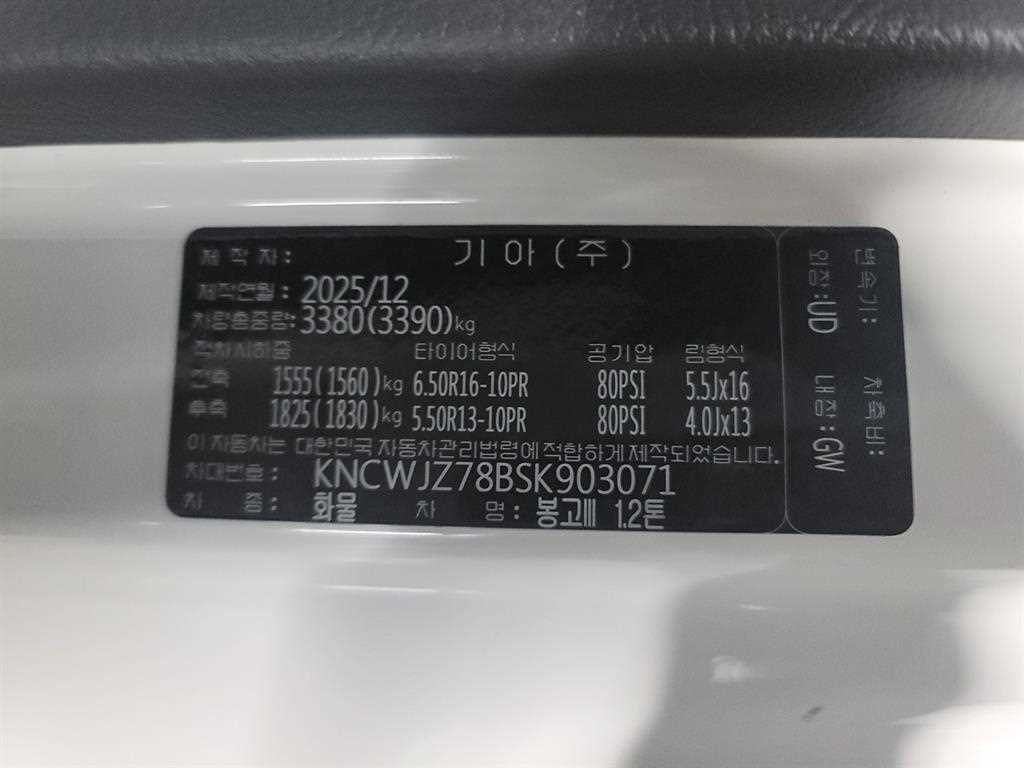 제 작 자 : 기 아 ( 주 )
제작연월 : 2025/12
차량총중량: 3380(3390)kg
적차시하중 타이어형식 공기압 림형식
전축 1555(1560)kg 6.50R16-10PR 80PSI 5.5Jx16
후축 1825(1830)kg 5.50R13-10PR 80PSI 4.0Jx13
이 자동차는 대한민국 자동차관리법령에 적합하게 제작되었습니다.
차대번호 : KNCWJZ78BSK903071
차 종 : 화물 차 명 : 봉고Ⅲ 1.2톤
변속기: 차축비:
외장:UD 내장:GW